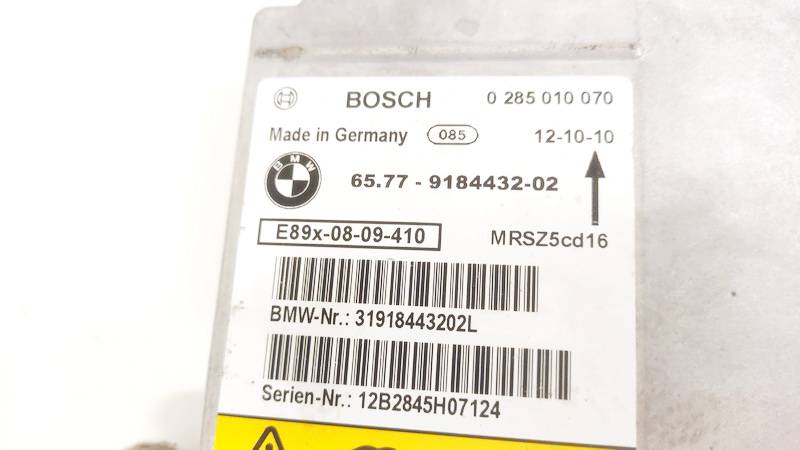 BOSCH 0 285 010 070
Made in Germany 085 12-10-10
BMW 65.77 - 9184432-02
E89x-08-09-410 MRSZ5cd16
BMW-Nr.: 31918443202L
Serien-Nr.: 12B2845H07124